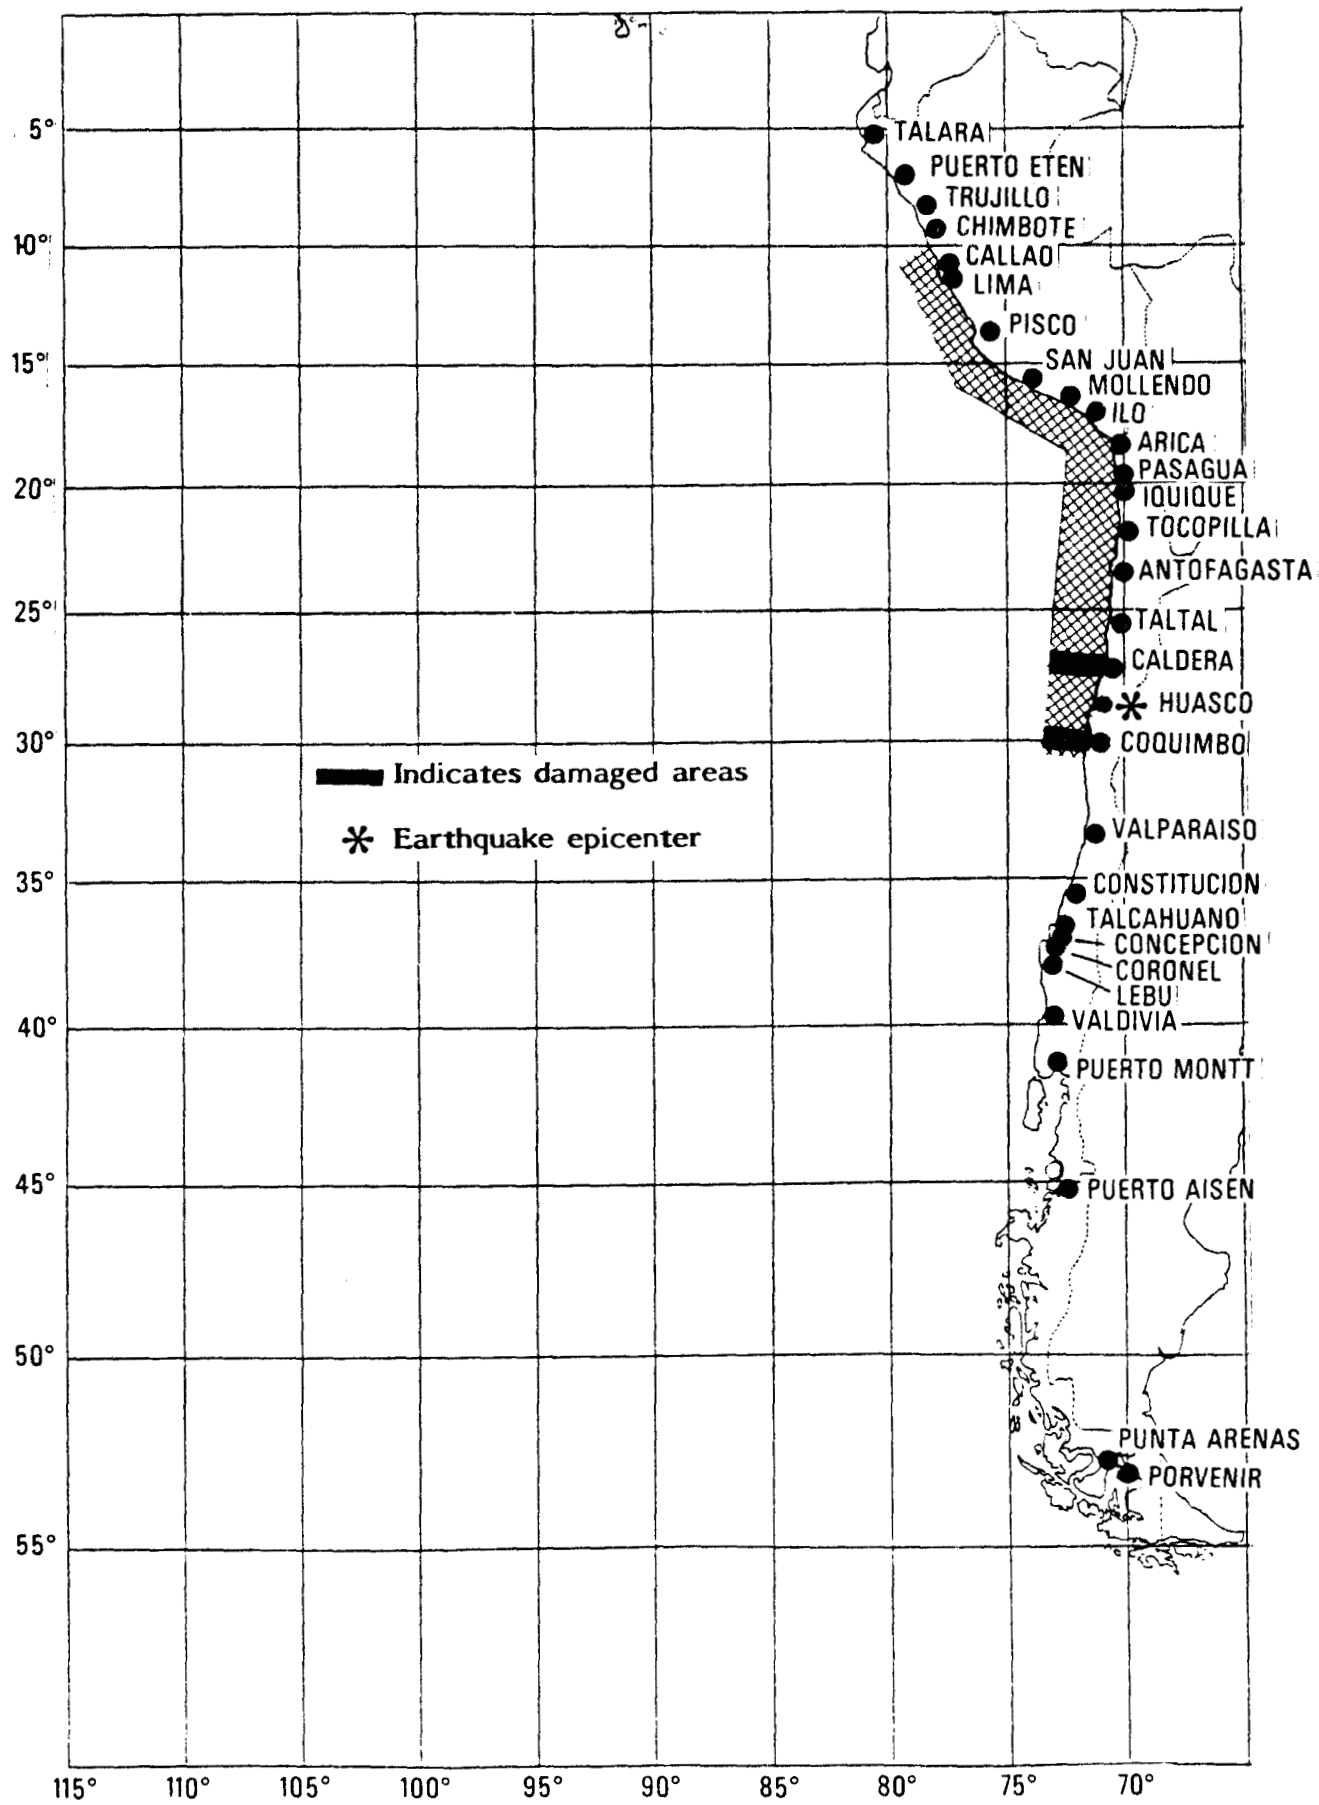 5°
TALARA
PUERTO ETEN
TRUJILLO
CHIMBOTE
10°
CALLAO
LIMA
PISCO
15°
SAN JUAN
MOLLENDO
ILO
ARICA
PASAGUA
20°
IQUIQUE
TOCOPILLA
ANTOFAGASTA
25°
TALTAL
CALDERA
HUASCO
30°
COQUIMBO
Indicates damaged areas
Earthquake epicenter
VALPARAISO
35°
CONSTITUCION
TALCAHUANO
CONCEPCION
CORONEL
LEBU
40°
VALDIVIA
PUERTO MONTT
45°
PUERTO AISEN
50°
PUNTA ARENAS
PORVENIR
55°
115° 110° 105° 100° 95° 90° 85° 80° 75° 70°